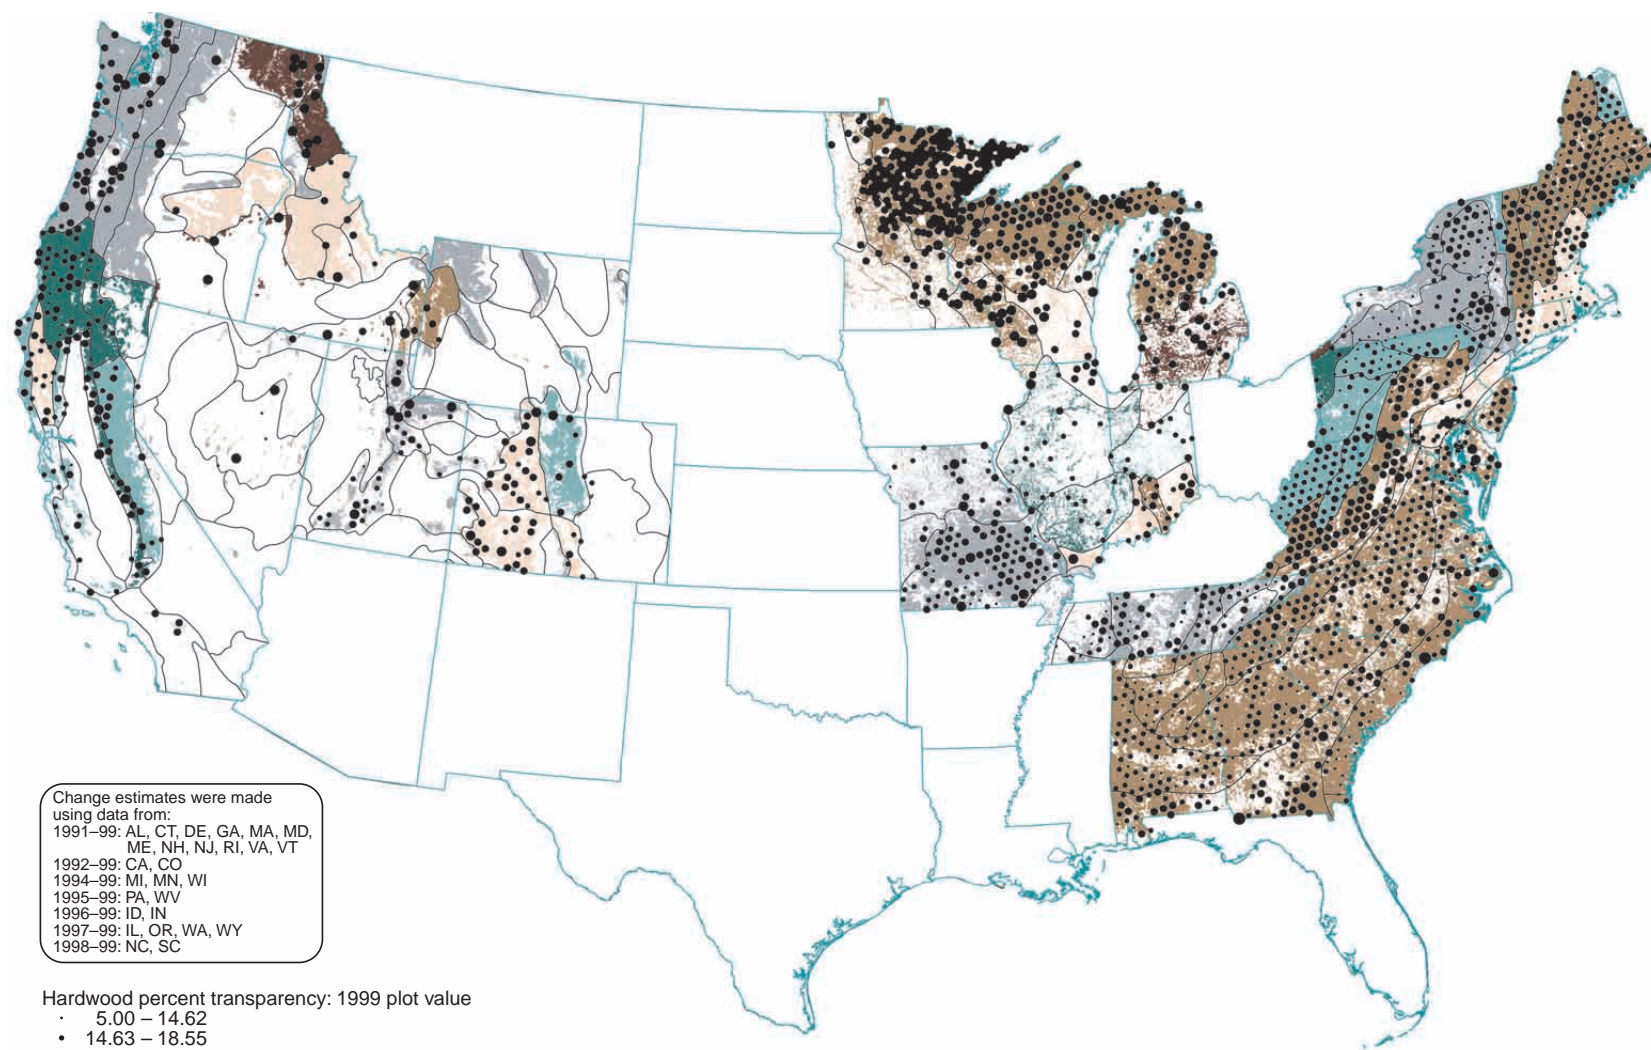 Change estimates were made
using data from:
1991–99: AL, CT, DE, GA, MA, MD,
ME, NH, NJ, RI, VA, VT
1992–99: CA, CO
1994–99: MI, MN, WI
1995–99: PA, WV
1996–99: ID, IN
1997–99: IL, OR, WA, WY
1998–99: NC, SC
Hardwood percent transparency: 1999 plot value
5.00 – 14.62
14.63 – 18.55